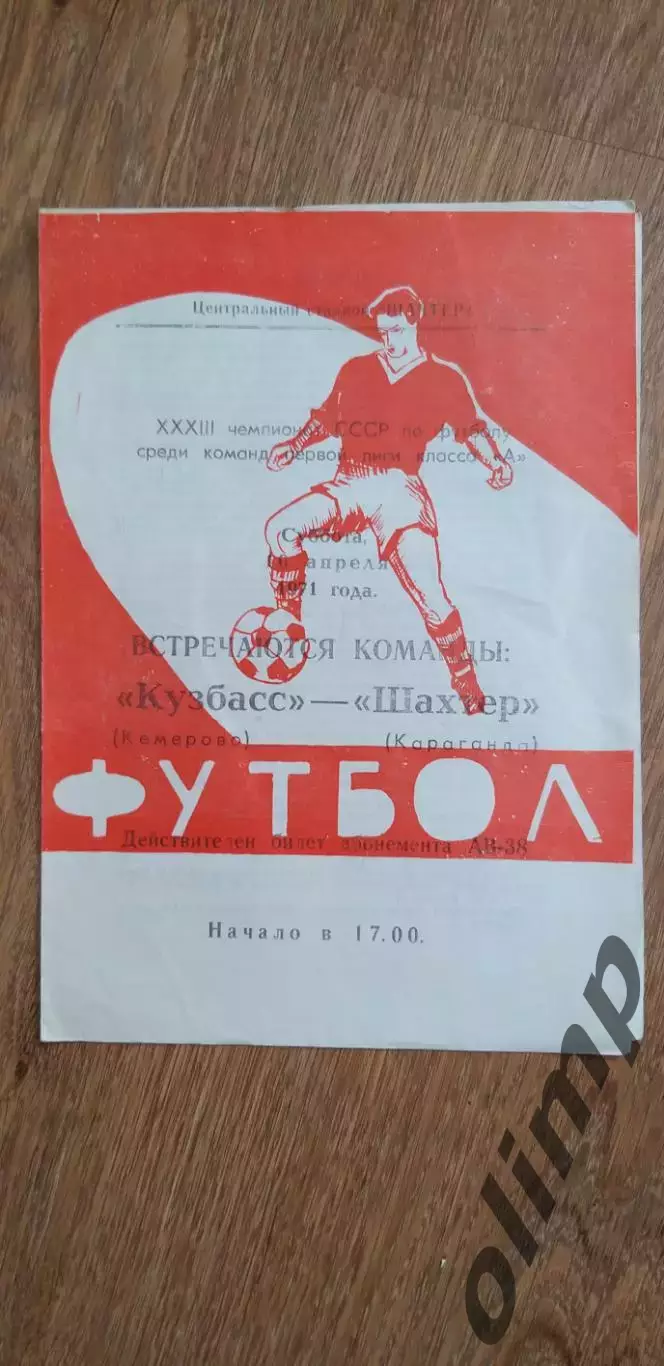 Центральный стадион «ШАХТЕР»
XXXIII чемпионат СССР по футболу
среди команд первой лиги класса «А»
Суббота,
апреля
1971 года.
ВСТРЕЧАЮТСЯ КОМАНДЫ:
«Кузбасс»—«Шахтер»
(Кемерово) (Караганда)
ФУТБОЛ
Действителен билет абонемента АВ-38
Начало в 17.00.
olimp